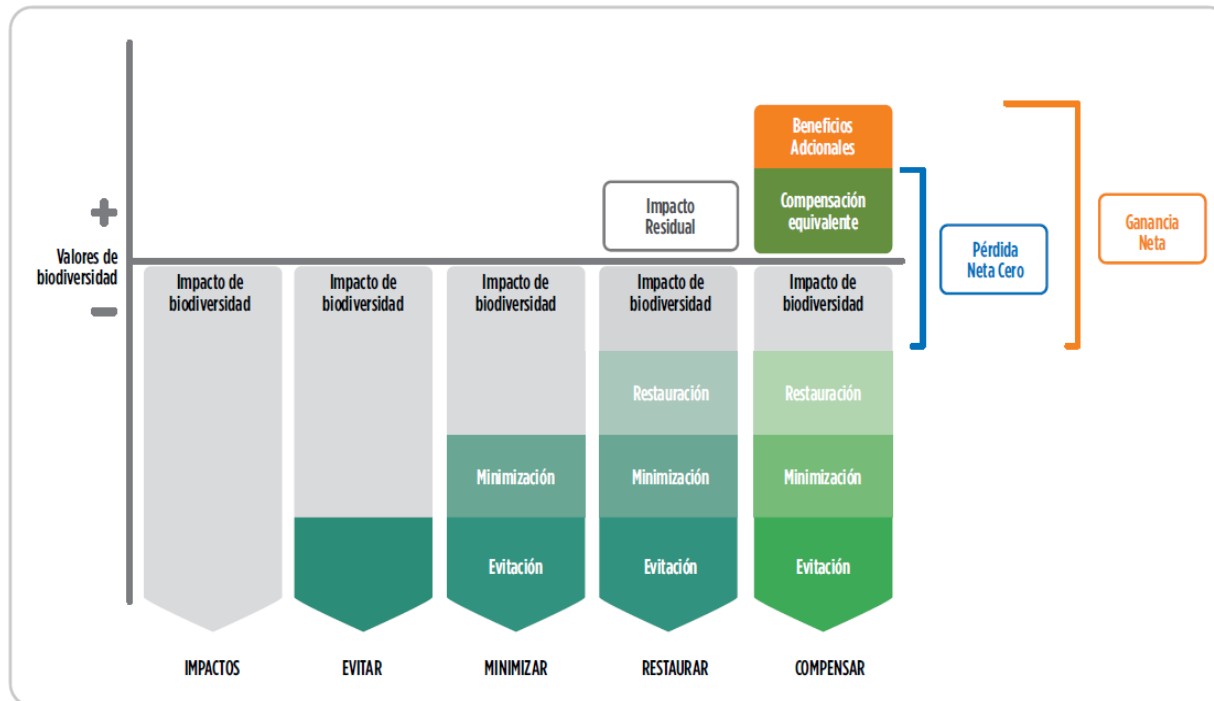 Beneficios
Adcionales
Compensación
equivalente
Impacto
Residual
Ganancia
Neta
Pérdida
Neta Cero
+
Valores de
biodiversidad
−
Impacto de
biodiversidad
Impacto de
biodiversidad
Impacto de
biodiversidad
Impacto de
biodiversidad
Impacto de
biodiversidad
Restauración
Restauración
Minimización
Minimización
Minimización
Evitación
Evitación
Evitación
IMPACTOS
EVITAR
MINIMIZAR
RESTAURAR
COMPENSAR